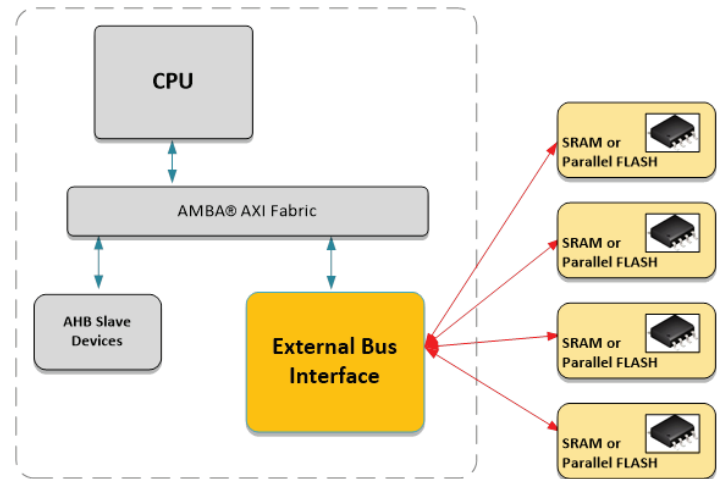 CPU
AMBA® AXI Fabric
AHB Slave
Devices
External Bus
Interface
SRAM or
Parallel FLASH
SRAM or
Parallel FLASH
SRAM or
Parallel FLASH
SRAM or
Parallel FLASH